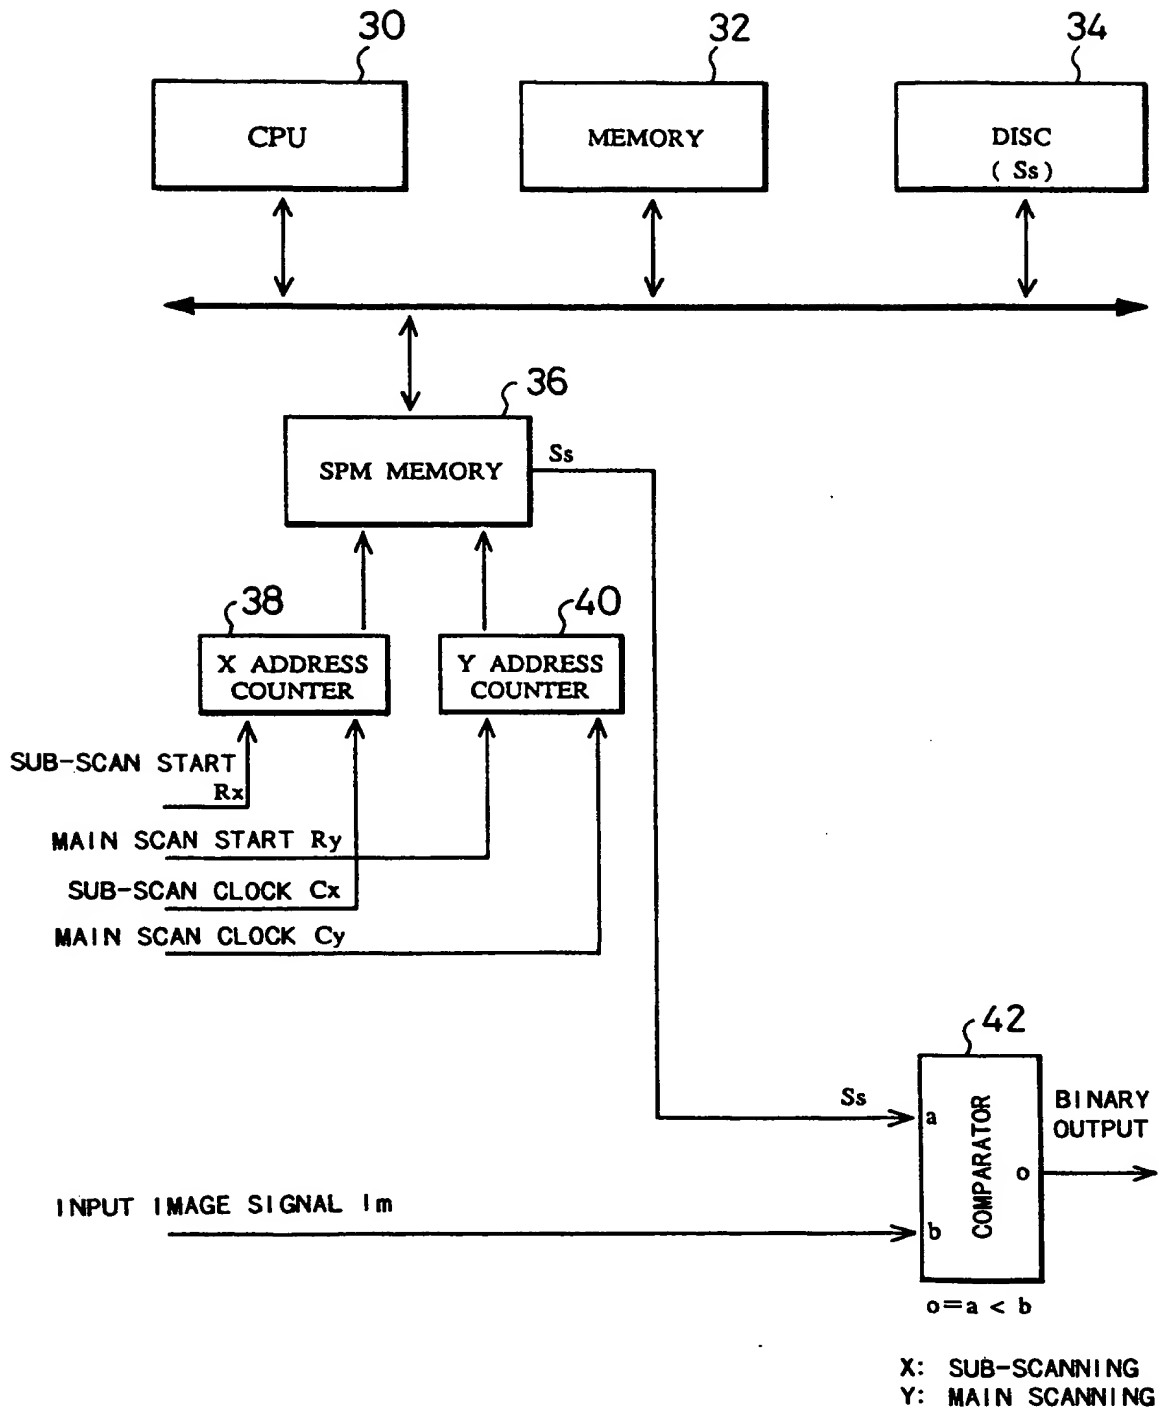 30
32
34
CPU
MEMORY
DISC
( Ss )
36
SPM MEMORY
Ss
38
40
X ADDRESS
COUNTER
Y ADDRESS
COUNTER
SUB-SCAN START
Rx
MAIN SCAN START Ry
SUB-SCAN CLOCK Cx
MAIN SCAN CLOCK Cy
42
Ss
a
COMPARATOR
BINARY
OUTPUT
o
INPUT IMAGE SIGNAL Im
b
o=a < b
X: SUB-SCANNING
Y: MAIN SCANNING